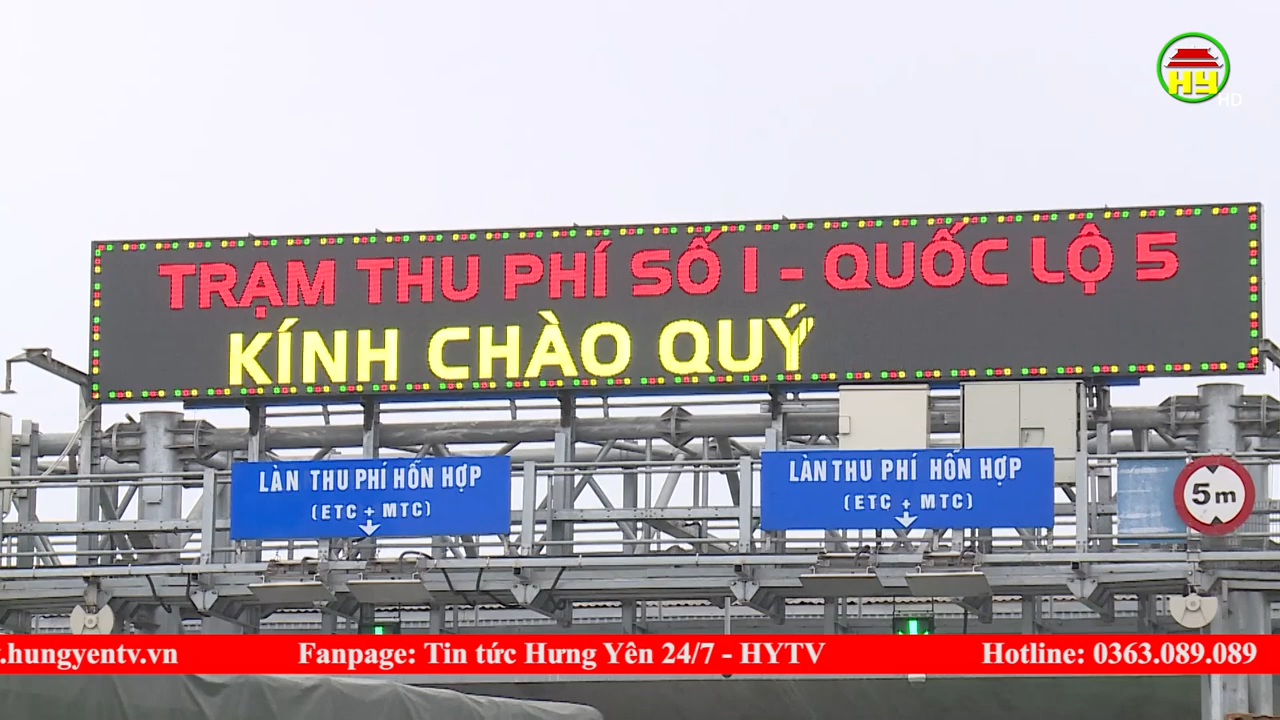 HY
HD
TRẠM THU PHÍ SỐ 1 - QUỐC LỘ 5
KÍNH CHÀO QUÝ
LÀN THU PHÍ HỖN HỢP
(ETC + MTC)
LÀN THU PHÍ HỖN HỢP
(ETC + MTC)
5m
.hungyentv.vn Fanpage: Tin tức Hưng Yên 24/7 - HYTV Hotline: 0363.089.089